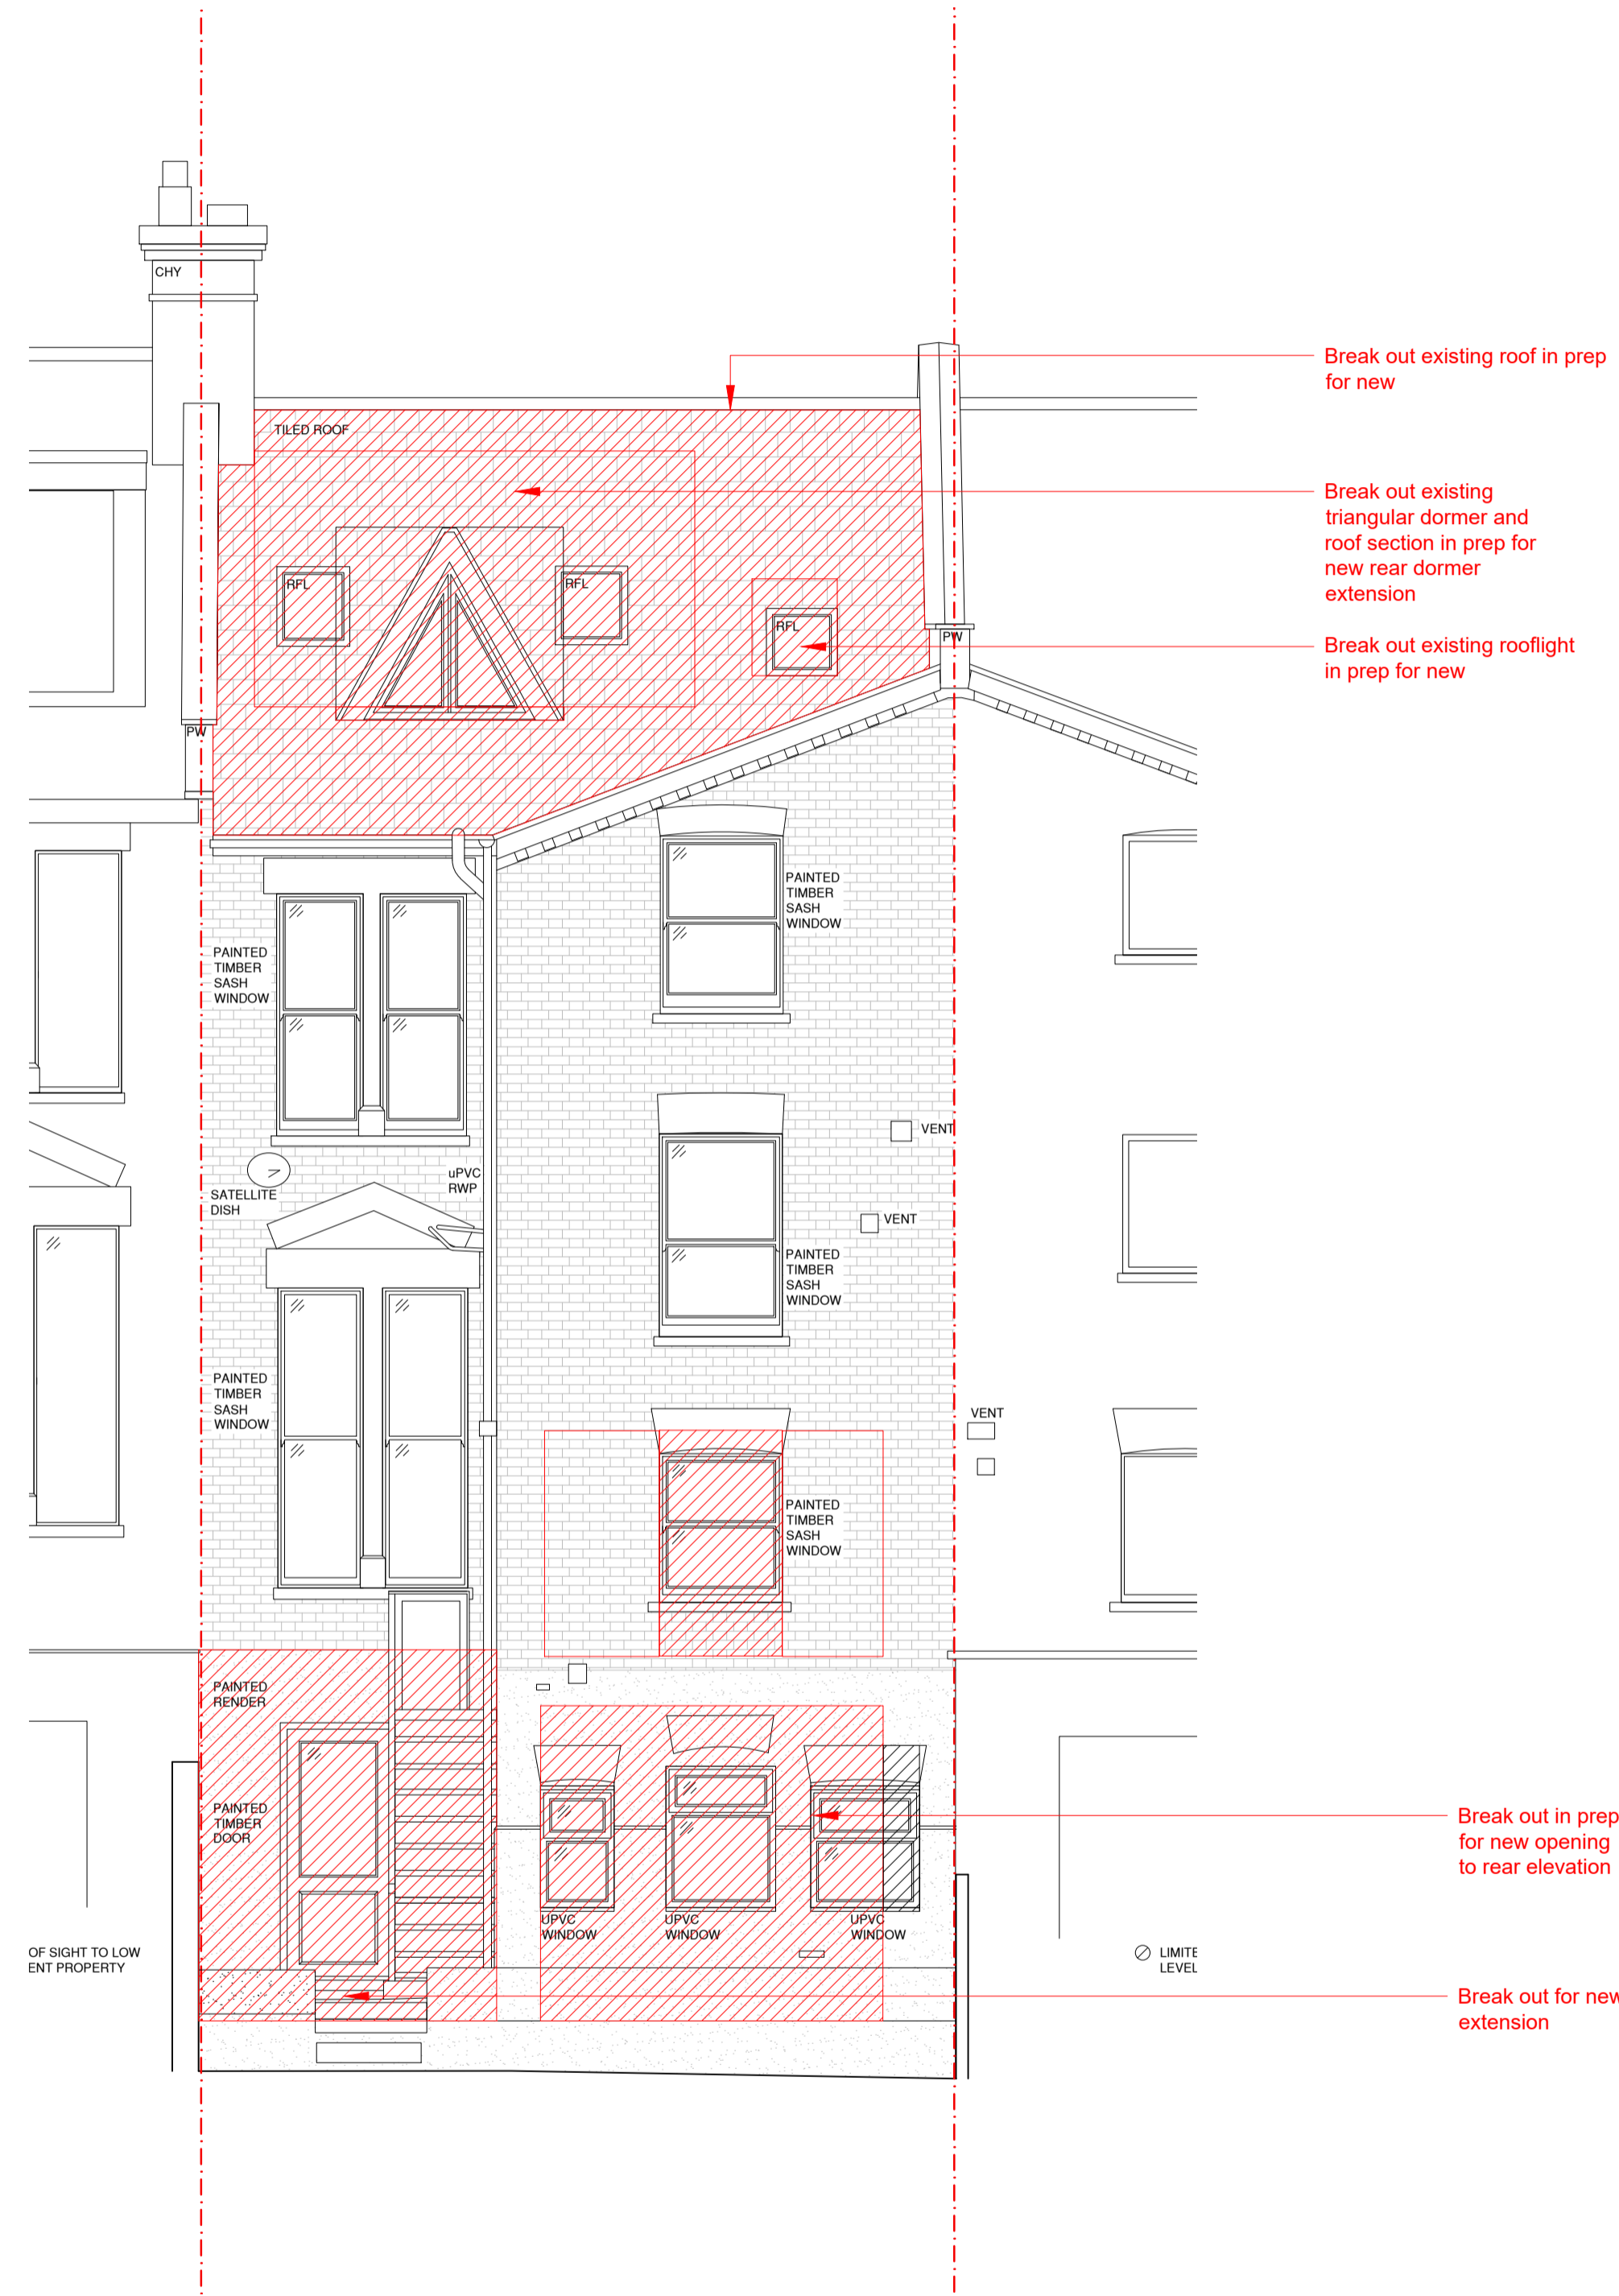 CHY
Break out existing roof in prep
for new
TILED ROOF
Break out existing
triangular dormer and
roof section in prep for
new rear dormer
extension
RFL
RFL
RFL
PW
Break out existing rooflight
in prep for new
PW
PAINTED
TIMBER
SASH
WINDOW
PAINTED
TIMBER
SASH
WINDOW
VENT
uPVC
RWP
SATELLITE
DISH
VENT
PAINTED
TIMBER
SASH
WINDOW
PAINTED
TIMBER
SASH
WINDOW
VENT
PAINTED
TIMBER
SASH
WINDOW
PAINTED
RENDER
PAINTED
TIMBER
DOOR
Break out in prep
for new opening
to rear elevation
UPVC
WINDOW
UPVC
WINDOW
UPVC
WINDOW
OF SIGHT TO LOW
ENT PROPERTY
LIMITE
LEVEL
Break out for new
extension